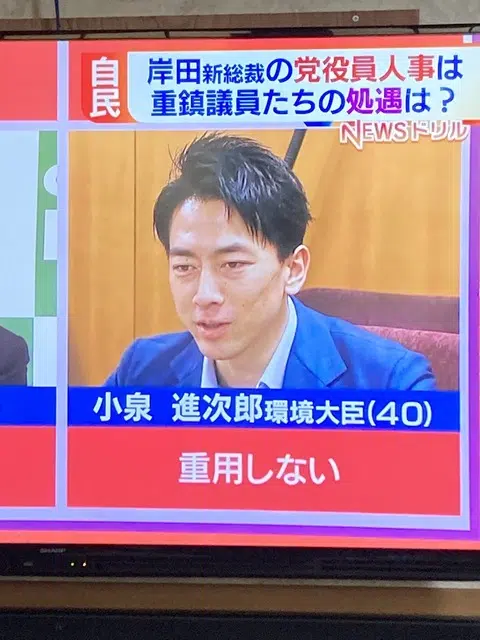 自民
岸田新総裁の党役員人事は
重鎮議員たちの処遇は？
NEWSドリル
小泉 進次郎環境大臣(40)
重用しない
SHARP